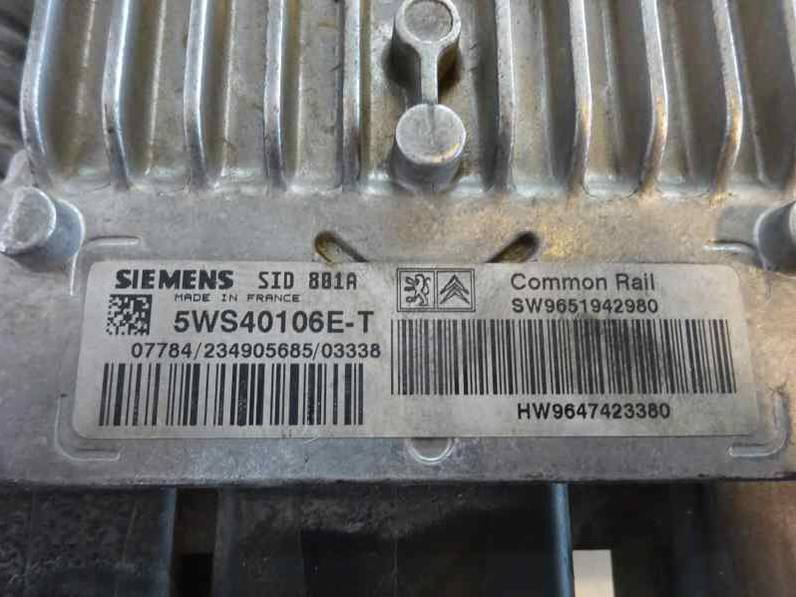 SIEMENS SID 801A
MADE IN FRANCE
5WS40106E-T
07784/234905685/03338
Common Rail
SW9651942980
HW9647423380